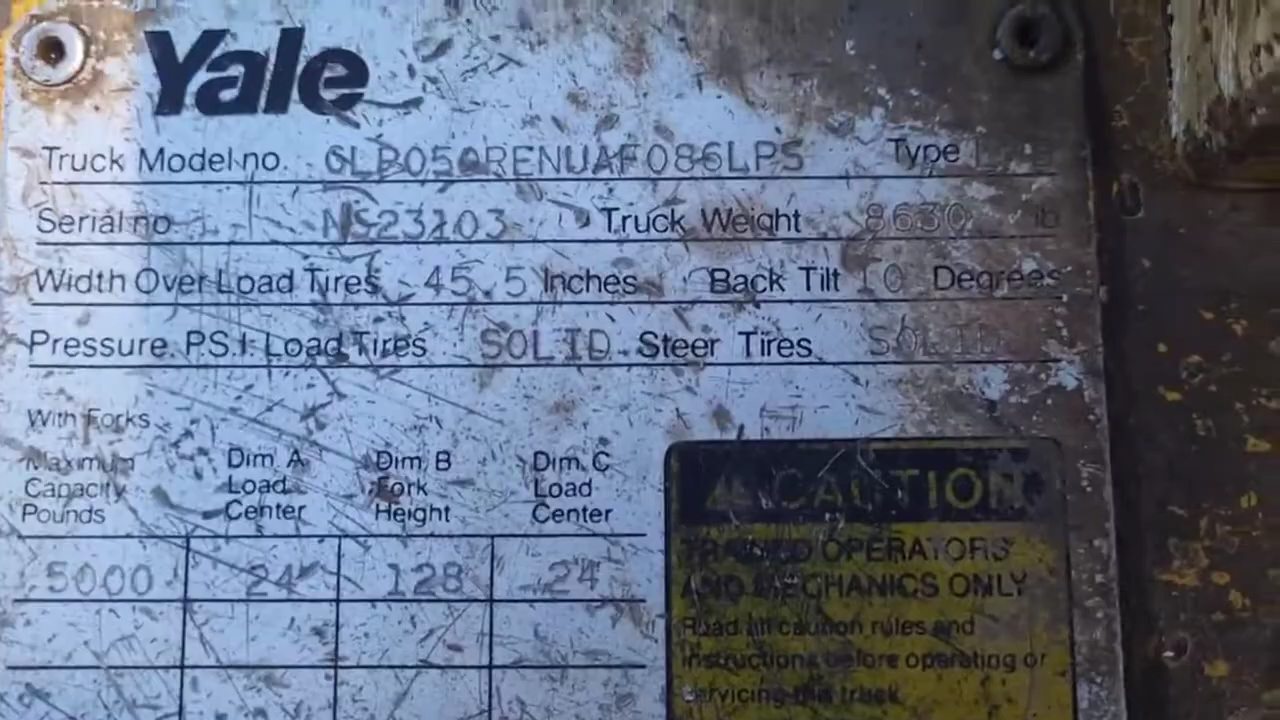 Yale
Truck Model no. GLP050RENUAF086LPS Type
Serial no NS23103 Truck Weight 8630 lb
Width Over Load Tires 45.5 Inches Back Tilt 10 Degrees
Pressure P.S.I. Load Tires SOLID Steer Tires SOLID
With Forks
Maximum Capacity Pounds
Dim. A Load Center
Dim. B Fork Height
Dim. C Load Center
5000 24 128 24
CAUTION
TRAINED OPERATORS
AND MECHANICS ONLY
Read all caution rules and
instructions before operating or
servicing this truck